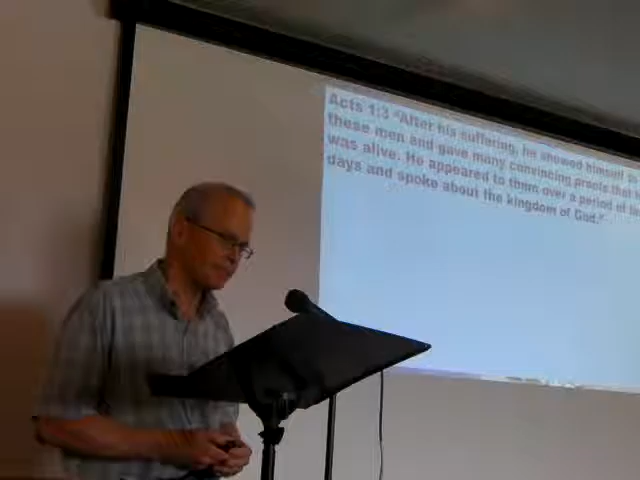 Acts 1:3 "After his suffering, he showed himself to
these men and gave many convincing proofs that
was alive. He appeared to them over a period of
days and spoke about the kingdom of God."